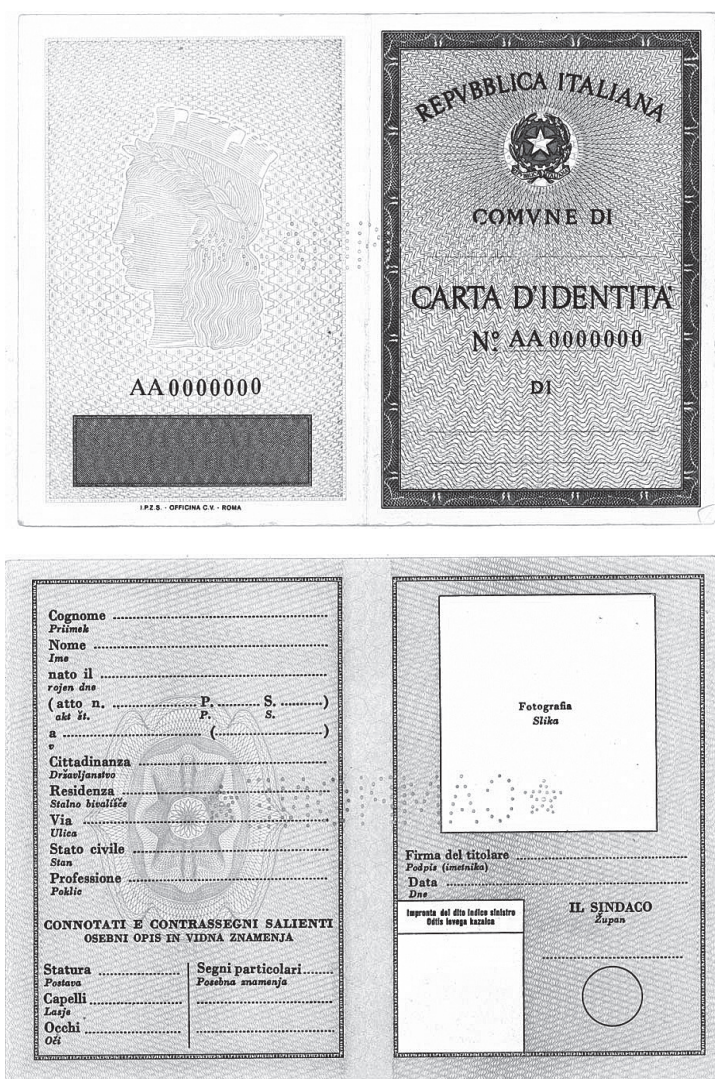 AA0000000
I.P.Z.S. - OFFICINA C.V. - ROMA
REPVBBLICA ITALIANA
COMVNE DI
CARTA D'IDENTITA'
N° AA 0000000
DI
Cognome
Priimek
Nome
Ime
nato il
rojen dne
(atto n. P. S. )
akt št. P. S.
a ( )
v
Cittadinanza
Državljanstvo
Residenza
Stalno bivališče
Via
Ulica
Stato civile
Stan
Professione
Poklic
CONNOTATI E CONTRASSEGNI SALIENTI
OSEBNI OPIS IN VIDNA ZNAMENJA
Statura
Postava
Capelli
Lasje
Occhi
Oči
Segni particolari
Posebna znamenja
Fotografia
Slika
Firma del titolare
Podpis (imetnika)
Data
Dne
Impronta del dito indice sinistro
Odtis levega kazalca
IL SINDACO
Župan